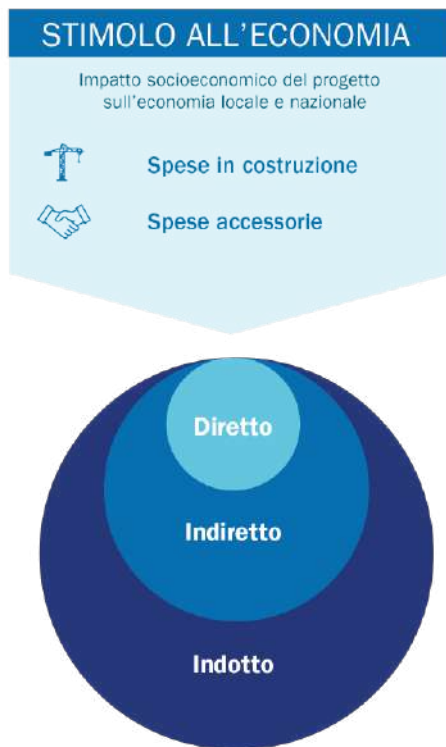 STIMOLO ALL'ECONOMIA
Impatto socioeconomico del progetto
sull'economia locale e nazionale
Spese in costruzione
Spese accessorie
Diretto
Indiretto
Indotto